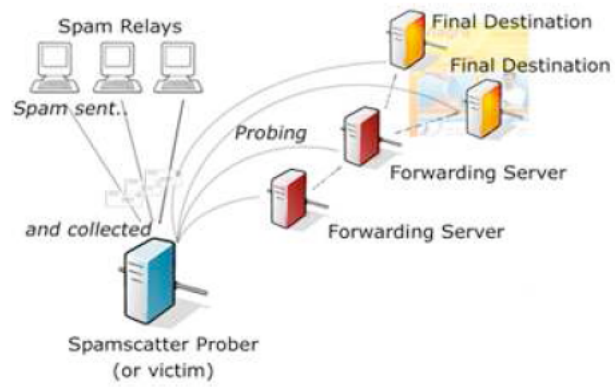 Spam Relays
Final Destination
Final Destination
Spam sent..
Probing
Forwarding Server
and collected
Forwarding Server
Spamscatter Prober
(or victim)